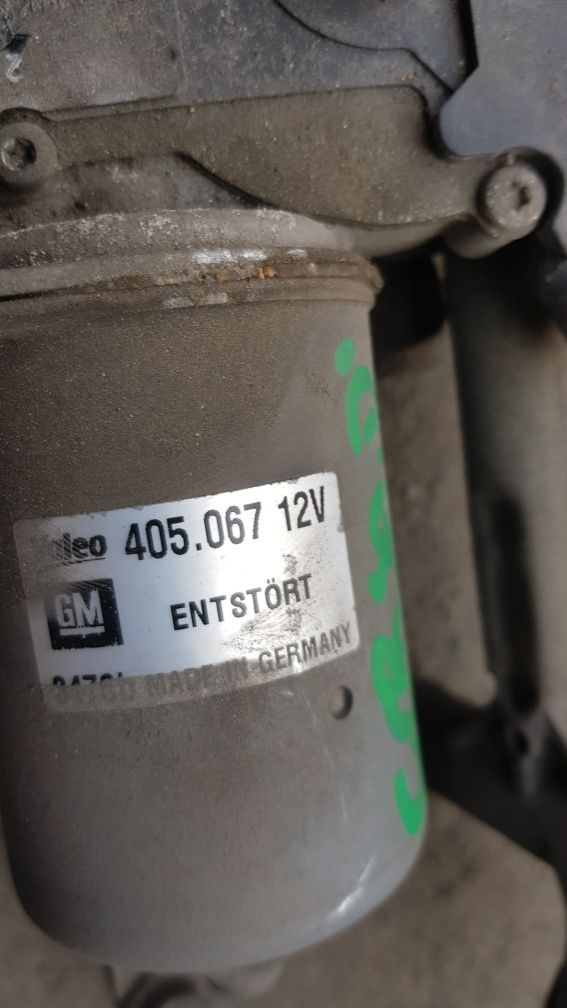 Valeo 405.067 12V
GM ENTSTÖRT
MADE IN GERMANY